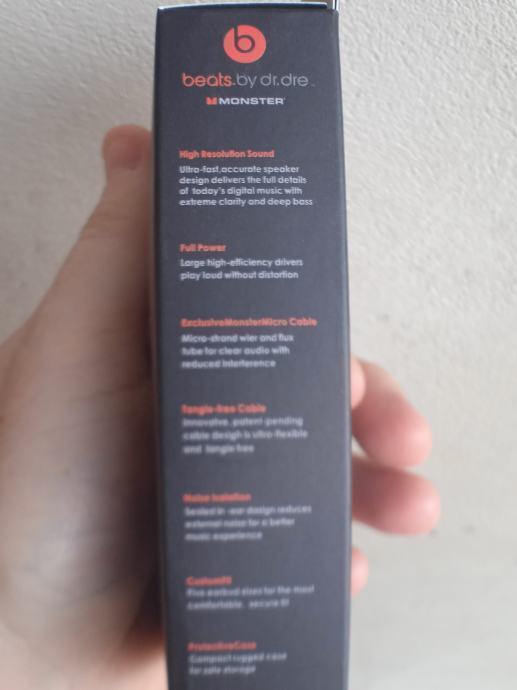 b
beats by dr.dre
MONSTER
High Resolution Sound
Ultra-fast,accurate speaker
design delivers the full details
of today's digital music with
extreme clarity and deep bass
Full Power
Large high-efficiency drivers
play loud without distortion
ExclusiveMonsterMicro Cable
Micro-strand wier and flux
tube for clear audio with
reduced interference
Tangle-free Cable
innovative, patent-pending
cable design is ultra-flexible
and tangle free
Noise Isolation
Sealed in -ear design reduces
external noise for a better
music experience
CustomFit
Five earbud sizes for the most
comfortable, secure fit
ProtectiveCase
Compact rugged case
for safe storage